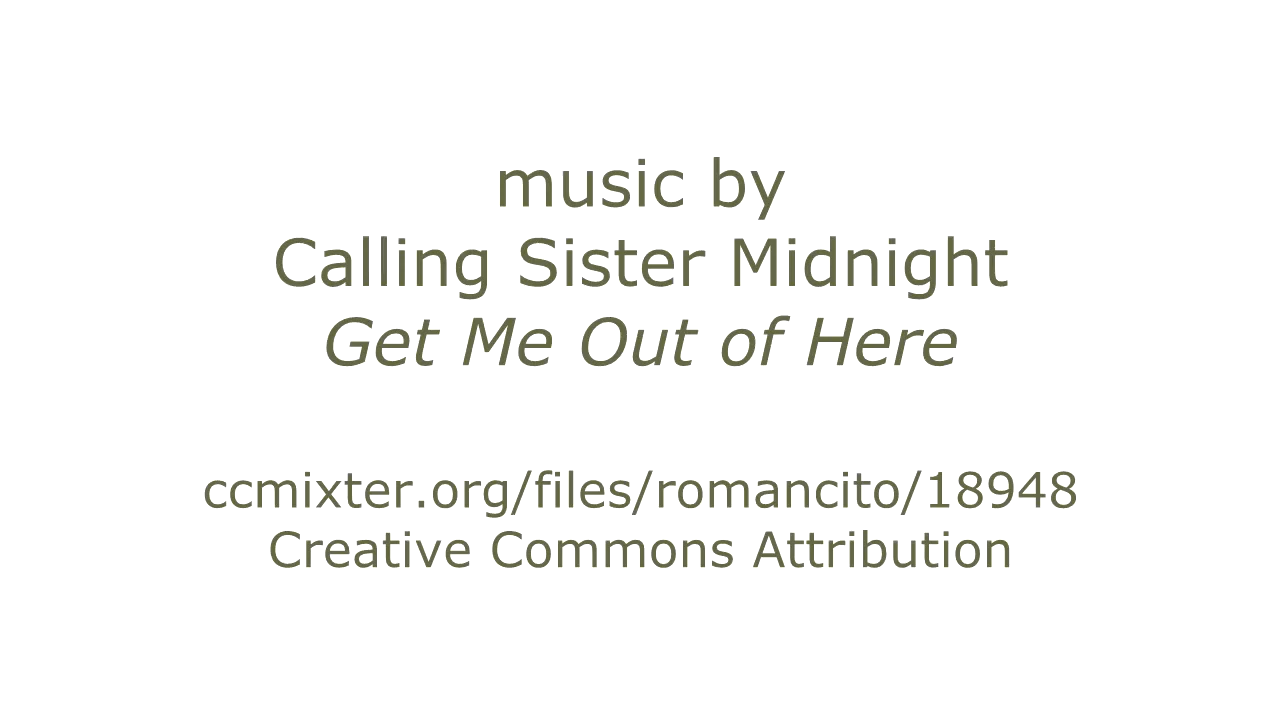 music by
Calling Sister Midnight
Get Me Out of Here
ccmixter.org/files/romancito/18948
Creative Commons Attribution